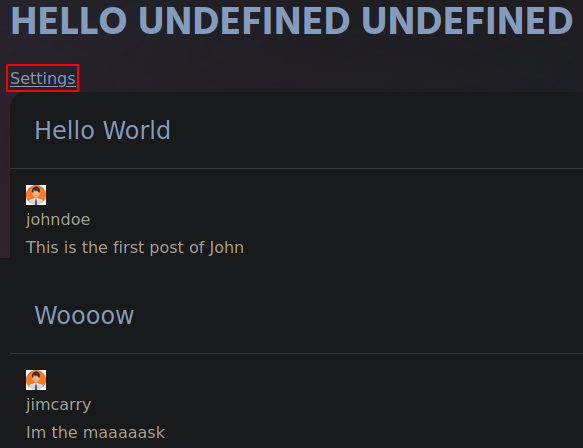 HELLO UNDEFINED UNDEFINED
Settings
Hello World
johndoe
This is the first post of John
Woooow
jimcarry
Im the maaaaask